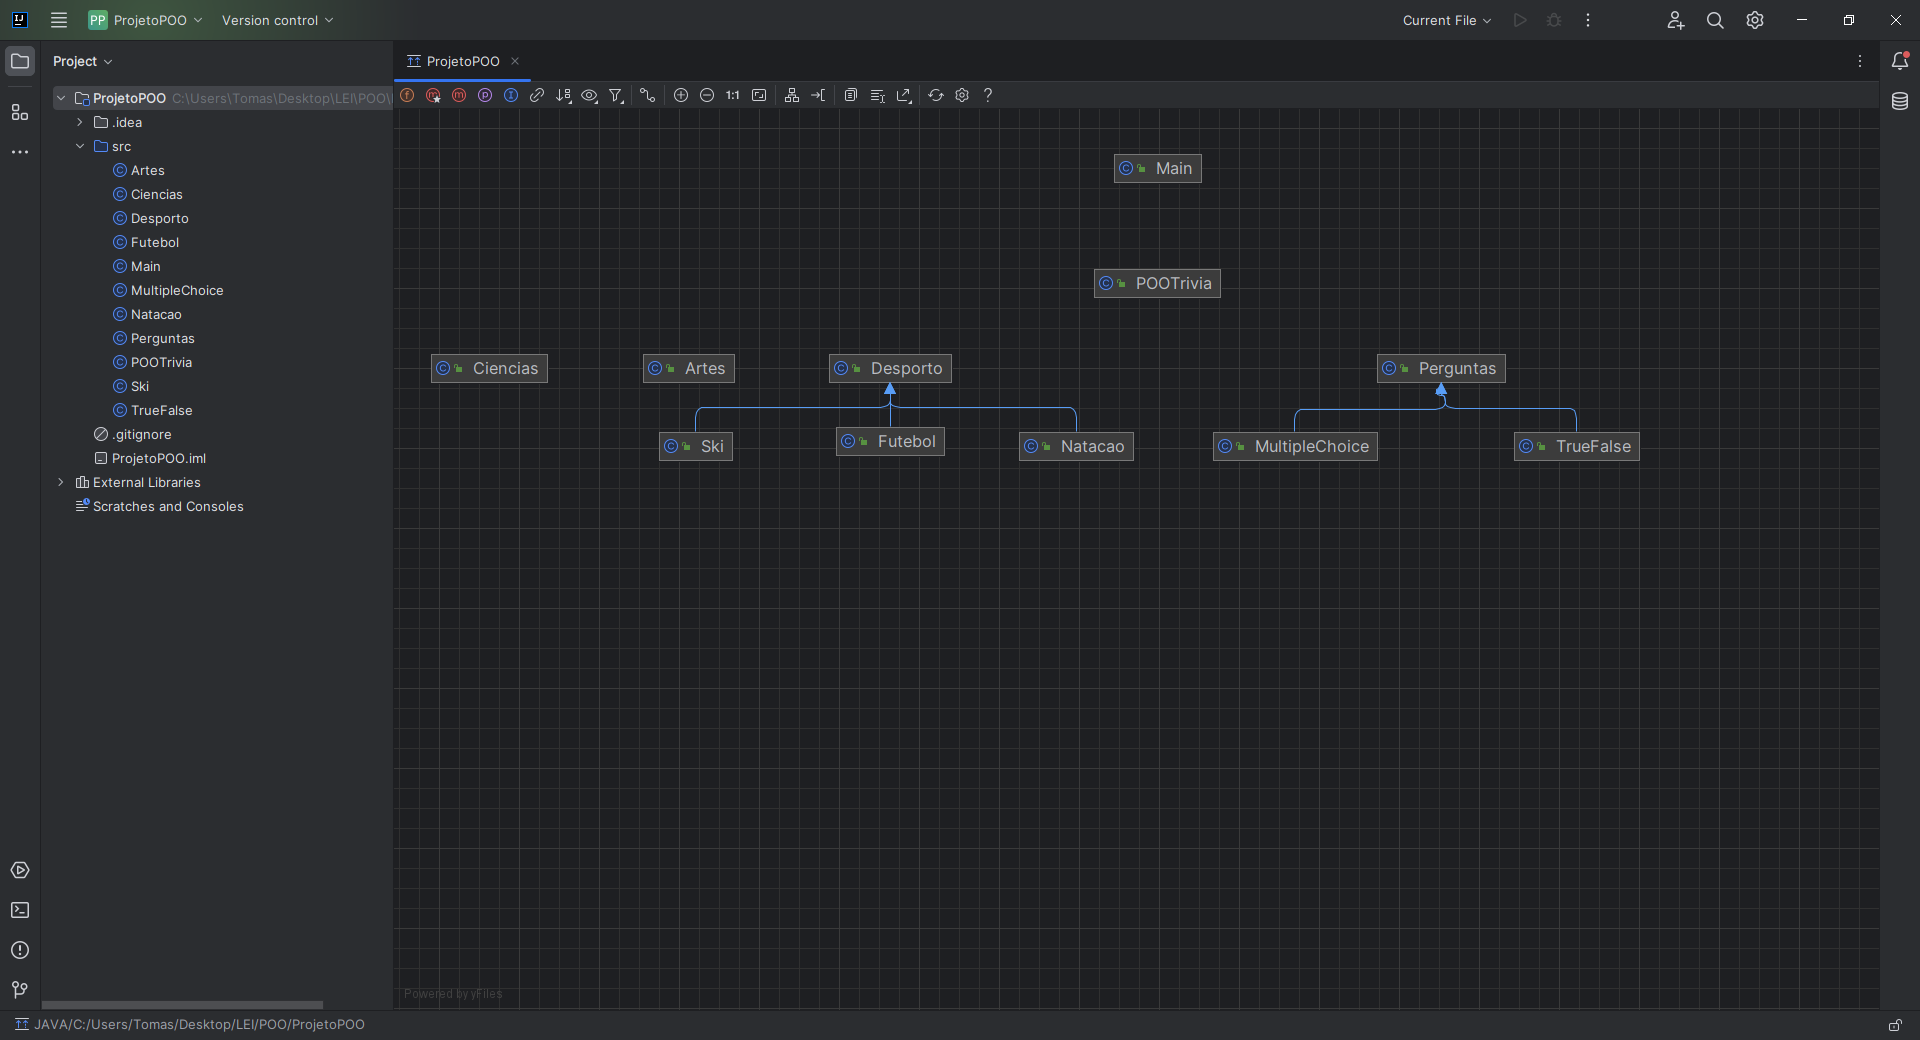 PP ProjetoPOO Version control Current File
Project
ProjetoPOO
ProjetoPOO C:\Users\Tomas\Desktop\LEI\POO\
1:1
.idea
src
Artes
Ciencias
Desporto
Futebol
Main
MultipleChoice
Natacao
Perguntas
POOTrivia
Ski
TrueFalse
.gitignore
ProjetoPOO.iml
External Libraries
Scratches and Consoles
Main
POOTrivia
Ciencias Artes Desporto Perguntas
Ski Futebol Natacao MultipleChoice TrueFalse
Powered by yFiles
JAVA/C:/Users/Tomas/Desktop/LEI/POO/ProjetoPOO